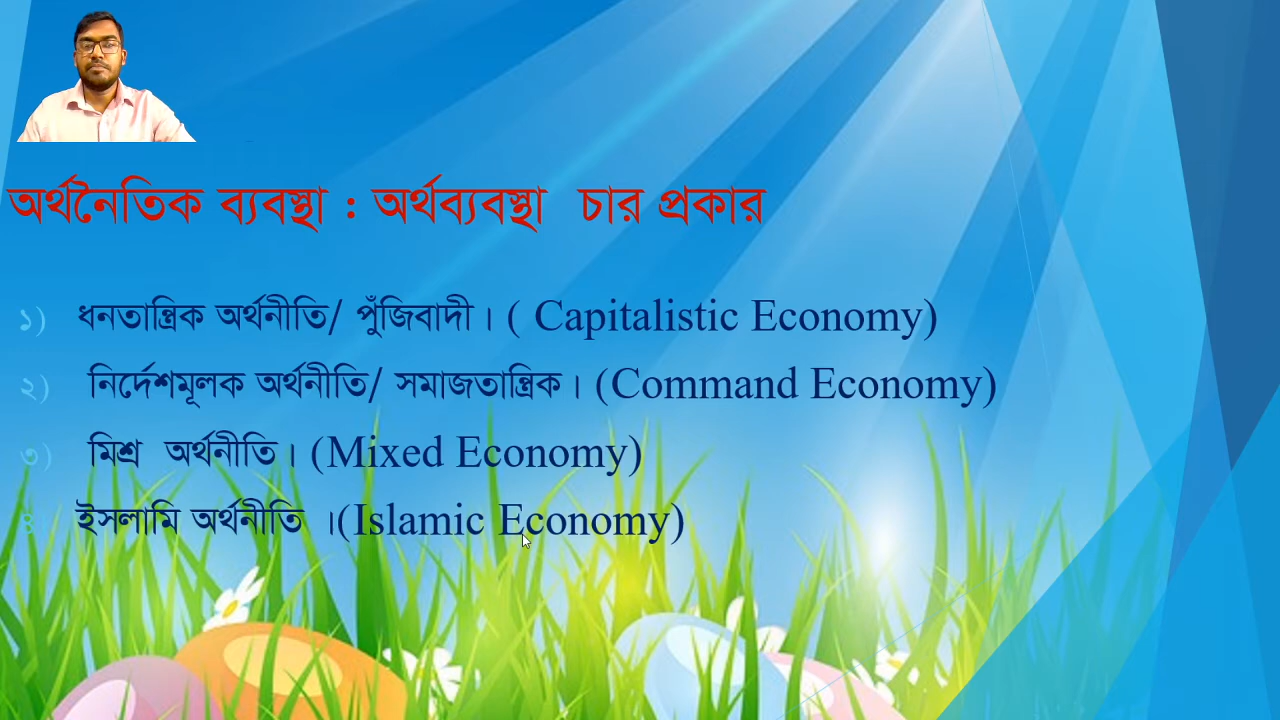 অর্থনৈতিক ব্যবস্থা : অর্থব্যবস্থা চার প্রকার
১) ধনতান্ত্রিক অর্থনীতি/ পুঁজিবাদী। ( Capitalistic Economy)
২) নির্দেশমূলক অর্থনীতি/ সমাজতান্ত্রিক। (Command Economy)
৩) মিশ্র অর্থনীতি। (Mixed Economy)
ইসলামি অর্থনীতি ।(Islamic Economy)